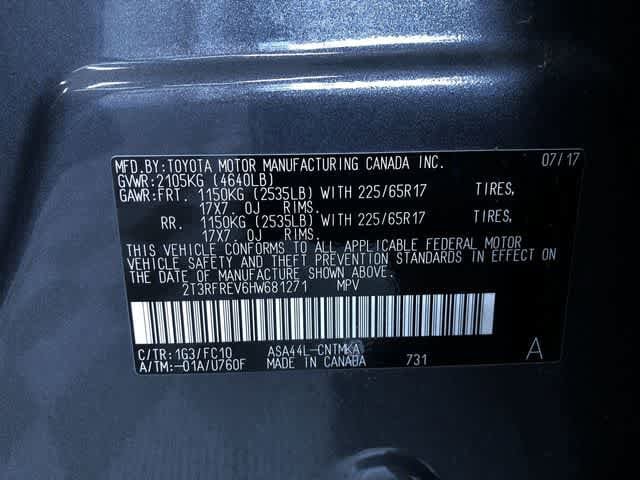 MFD.BY:TOYOTA MOTOR MANUFACTURING CANADA INC. 07/17
GVWR:2105KG (4640LB)
GAWR:FRT. 1150KG (2535LB) WITH 225/65R17 TIRES,
17X7.0J RIMS.
RR. 1150KG (2535LB) WITH 225/65R17 TIRES,
17X7.0J RIMS.
THIS VEHICLE CONFORMS TO ALL APPLICABLE FEDERAL MOTOR
VEHICLE SAFETY AND THEFT PREVENTION STANDARDS IN EFFECT ON
THE DATE OF MANUFACTURE SHOWN ABOVE.
2T3RFREV6HW681271 MPV
C/TR:1G3/FC10 ASA44L-CNTMKA
A/TM:-01A/U760F MADE IN CANADA 731 A